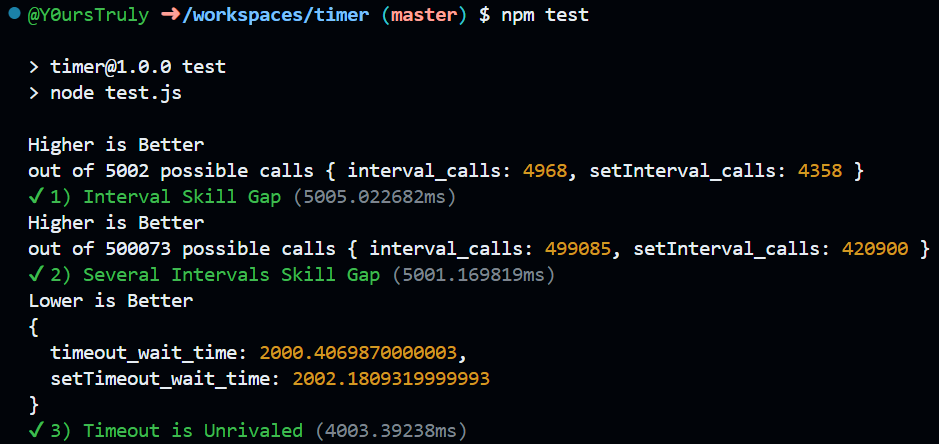 @Y0ursTruly ➜/workspaces/timer (master) $ npm test
> timer@1.0.0 test
> node test.js
Higher is Better
out of 5002 possible calls { interval_calls: 4968, setInterval_calls: 4358 }
✓ 1) Interval Skill Gap (5005.022682ms)
Higher is Better
out of 500073 possible calls { interval_calls: 499085, setInterval_calls: 420900 }
✓ 2) Several Intervals Skill Gap (5001.169819ms)
Lower is Better
{
timeout_wait_time: 2000.4069870000003,
setTimeout_wait_time: 2002.1809319999993
}
✓ 3) Timeout is Unrivaled (4003.39238ms)